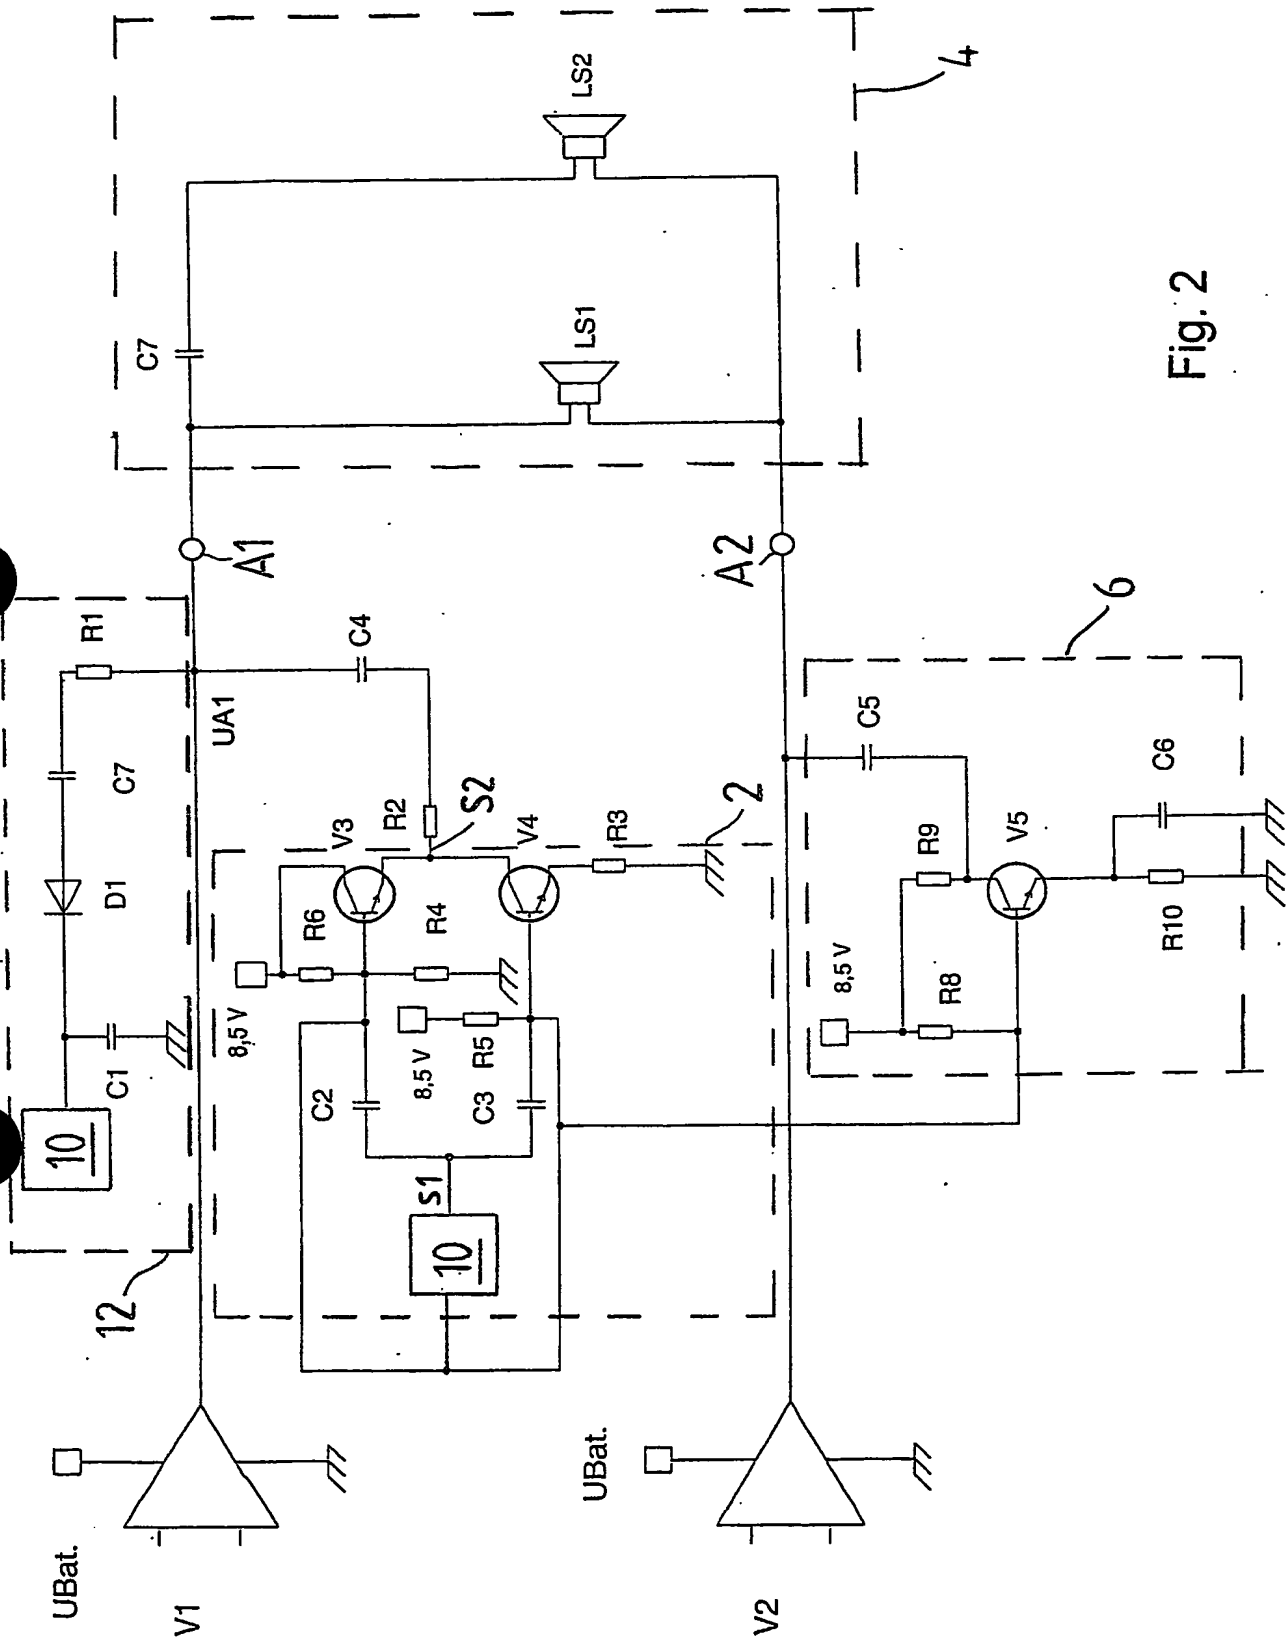 12
10
C1
D1
C7
R1
UBat.
V1
UA1
A1
C7
LS1
LS2
4
8,5 V
R6
V3
R4
C2
8,5 V
R5
C3
S1
10
R2
C4
S2
V4
R3
2
UBat.
V2
A2
6
8,5 V
R8
R9
C5
V5
C6
R10
Fig. 2